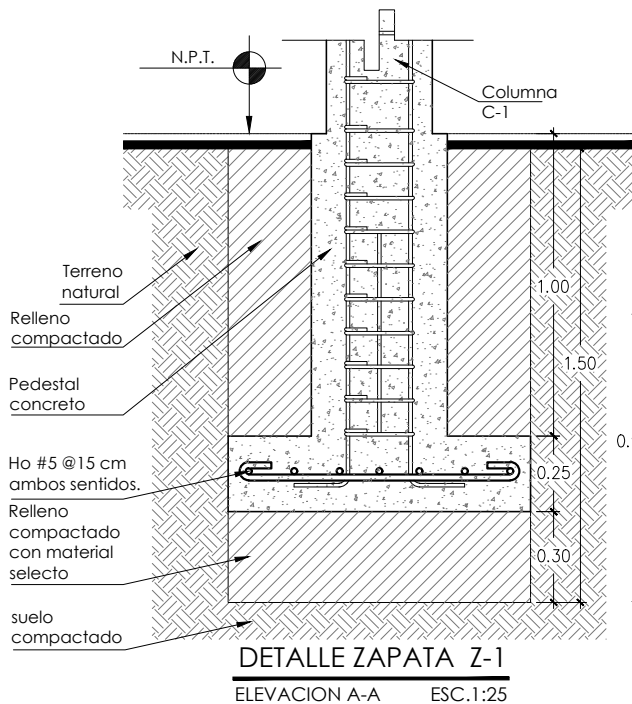 N.P.T.
Columna
C-1
Terreno
natural
Relleno
compactado
Pedestal
concreto
Ho #5 @15 cm
ambos sentidos.
Relleno
compactado
con material
selecto
suelo
compactado
1.00
1.50
0.25
0.30
DETALLE ZAPATA Z-1
ELEVACION A-A ESC.1:25